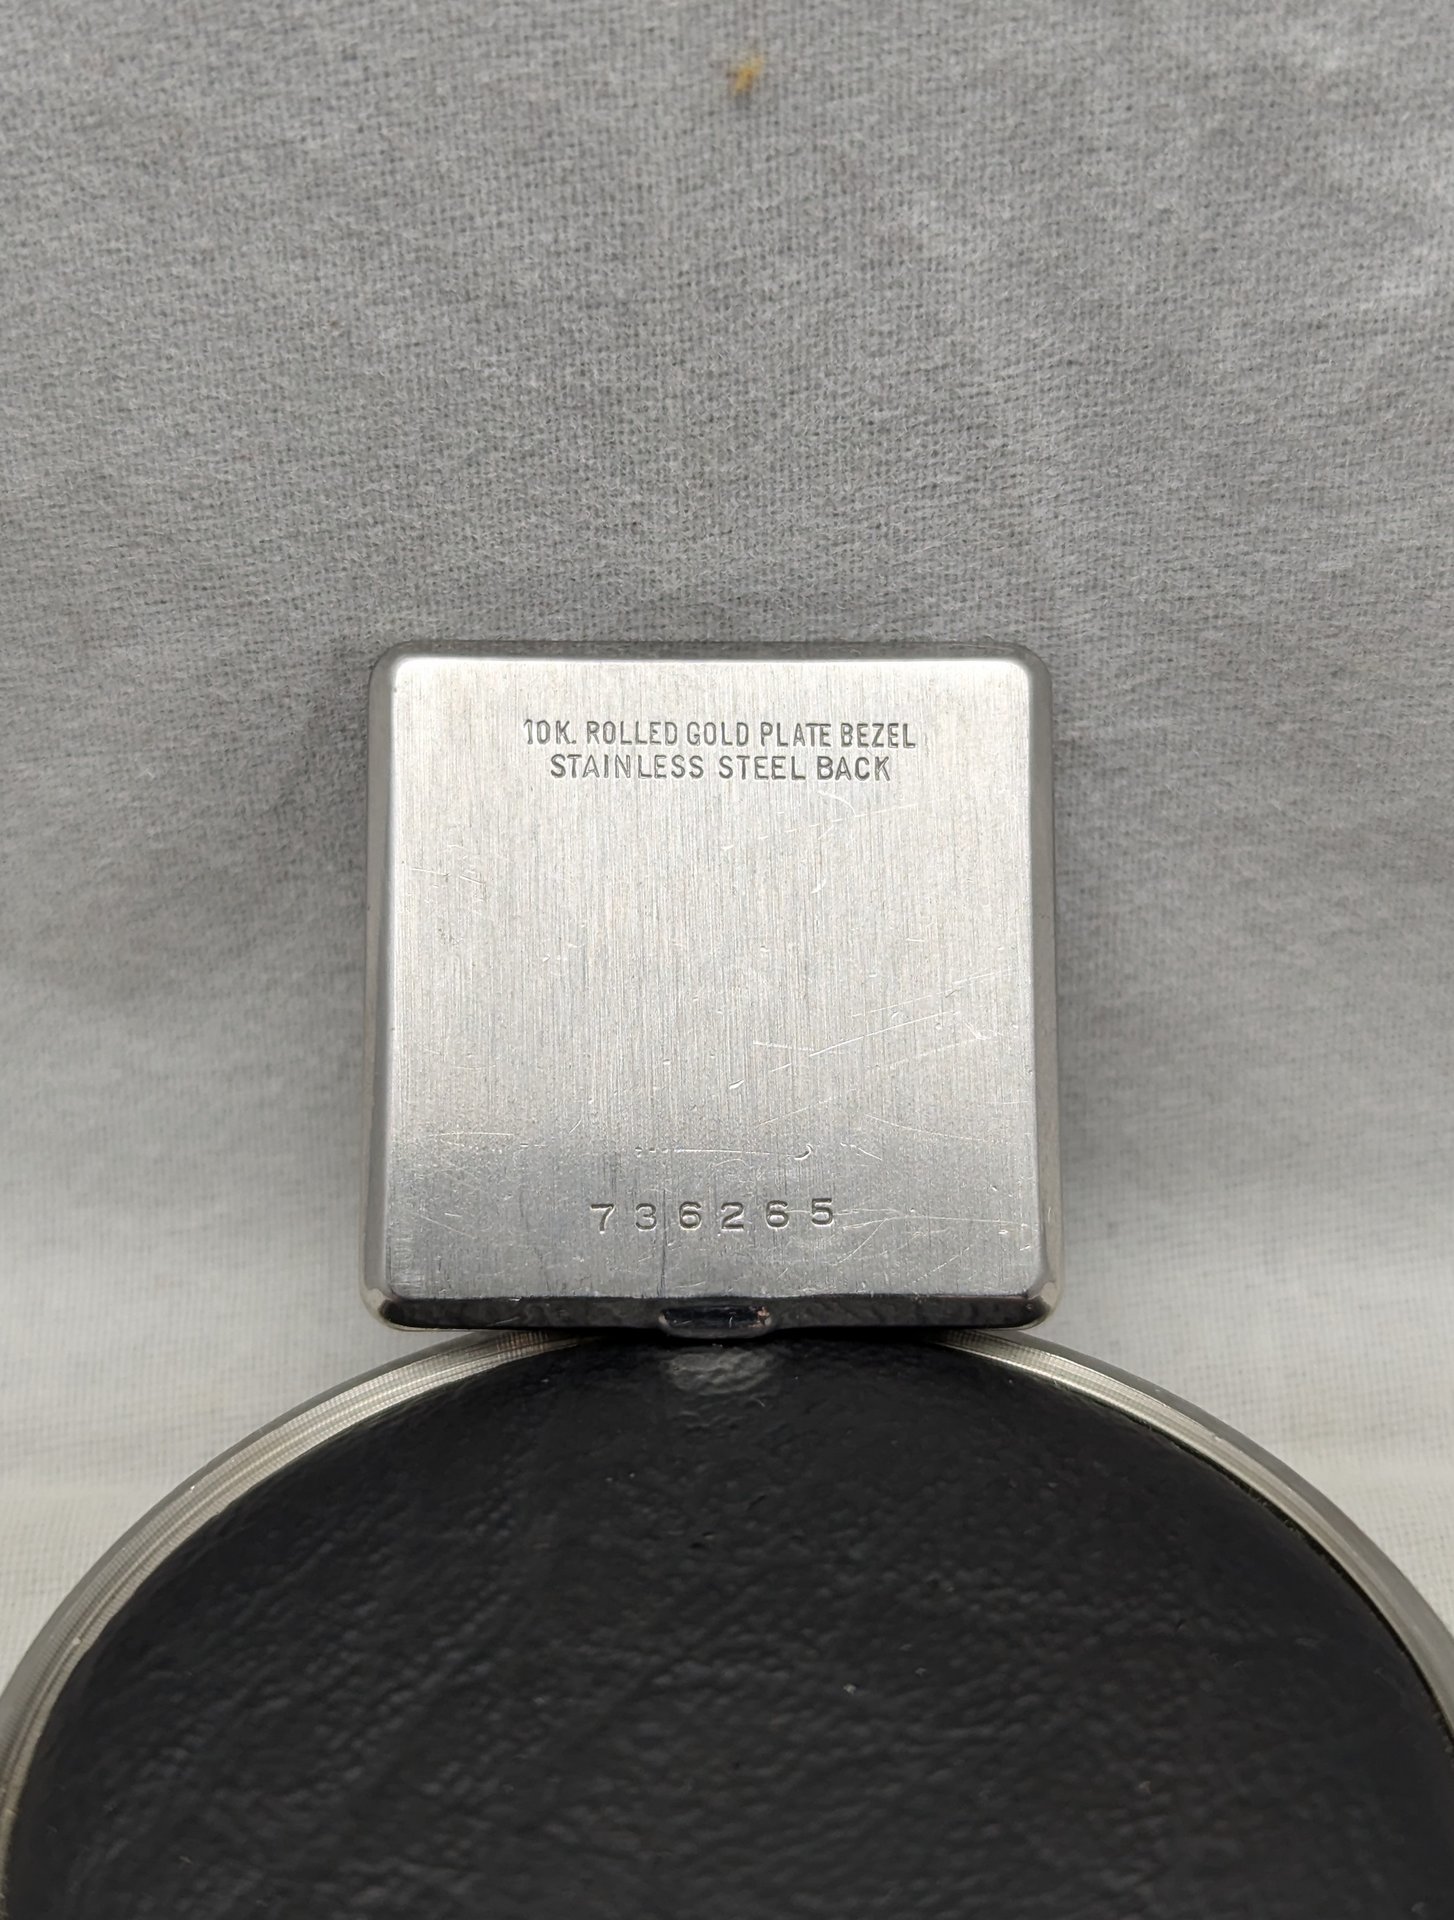 10K. ROLLED GOLD PLATE BEZEL
STAINLESS STEEL BACK
736265